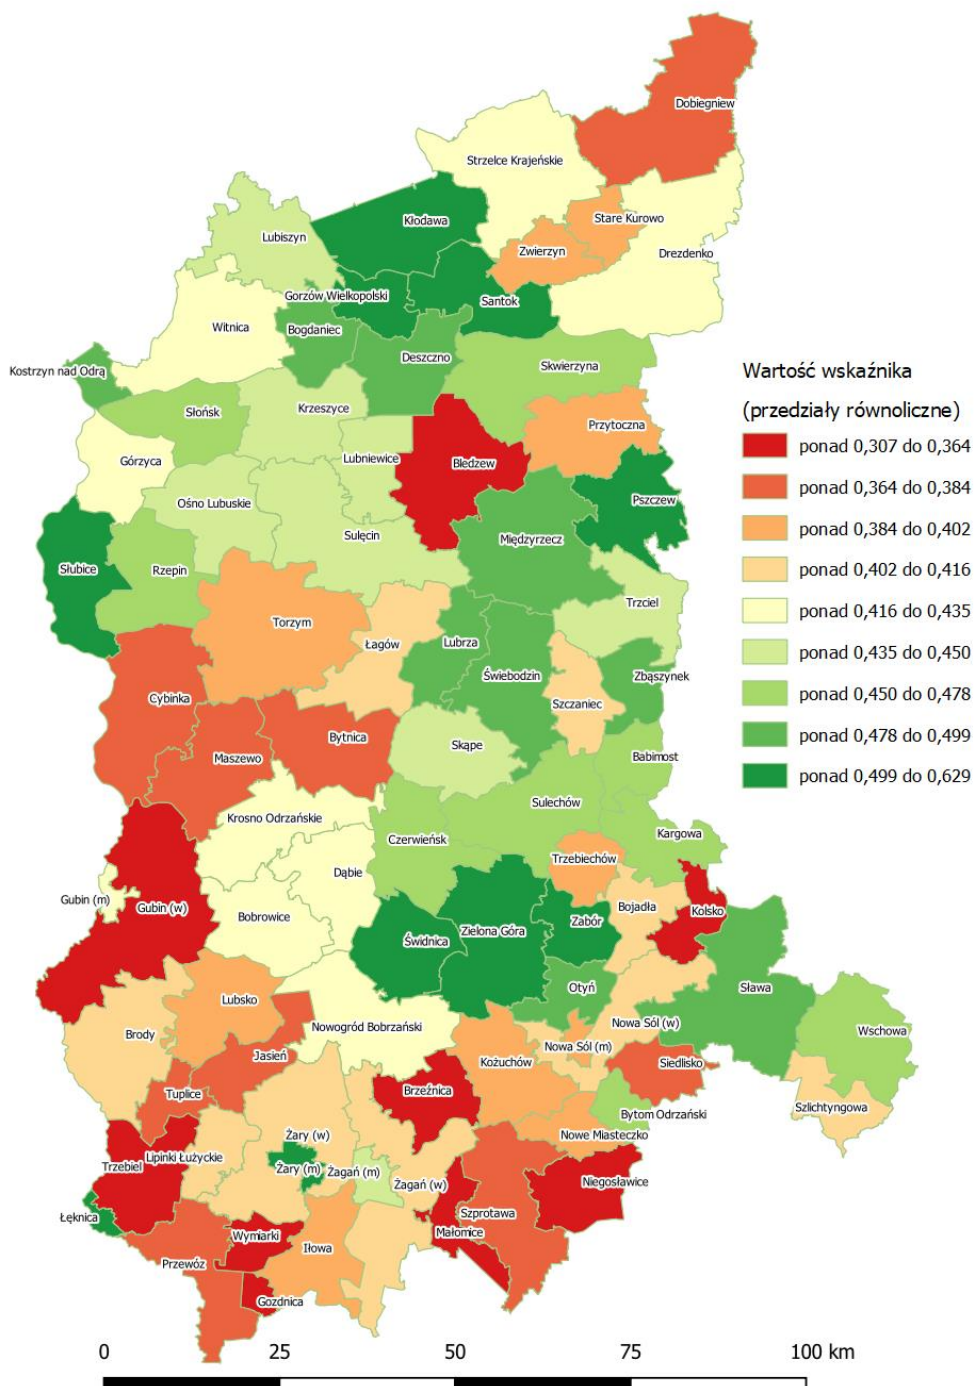 Dobiegniew
Strzelce Krajeńskie
Stare Kurowo
Kłodawa
Lubiszyn
Zwierzyn
Drezdenko
Gorzów Wielkopolski
Santok
Witnica
Bogdaniec
Deszczno
Skwierzyna
Kostrzyn nad Odrą
Słońsk
Krzeszyce
Przytoczna
Górzyca
Lubniewice
Bledzew
Pszczew
Ośno Lubuskie
Sulęcin
Międzyrzecz
Słubice
Rzepin
Trzciel
Torzym
Łagów
Lubrza
Świebodzin
Zbąszynek
Cybinka
Szczaniec
Bytnica
Skąpe
Maszewo
Babimost
Sulechów
Krosno Odrzańskie
Kargowa
Czerwieńsk
Trzebiechów
Dąbie
Gubin (m)
Gubin (w)
Bobrowice
Bojadła
Kolsko
Zabór
Zielona Góra
Świdnica
Otyń
Sława
Lubsko
Nowa Sól (w)
Nowogród Bobrzański
Wschowa
Brody
Nowa Sól (m)
Jasień
Kożuchów
Siedlisko
Tuplice
Brzeźnica
Szlichtyngowa
Bytom Odrzański
Żary (w)
Nowe Miasteczko
Lipinki Łużyckie
Trzebiel
Żary (m)
Żagań (m)
Żagań (w)
Niegosławice
Łęknica
Szprotawa
Wymiarki
Małomice
Iłowa
Przewóz
Gozdnica
Wartość wskaźnika
(przedziały równoliczne)
ponad 0,307 do 0,364
ponad 0,364 do 0,384
ponad 0,384 do 0,402
ponad 0,402 do 0,416
ponad 0,416 do 0,435
ponad 0,435 do 0,450
ponad 0,450 do 0,478
ponad 0,478 do 0,499
ponad 0,499 do 0,629
0 25 50 75 100 km